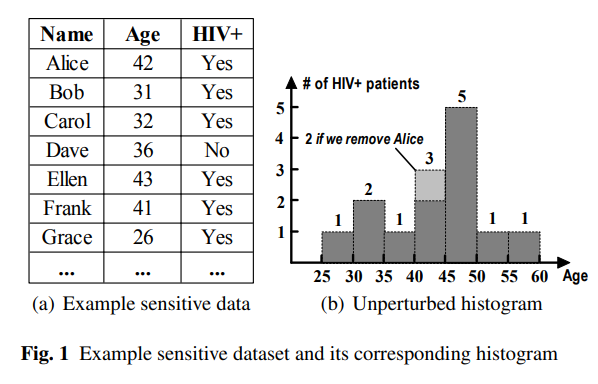 Name Age HIV+
Alice 42 Yes
Bob 31 Yes
Carol 32 Yes
Dave 36 No
Ellen 43 Yes
Frank 41 Yes
Grace 26 Yes
... ... ...
(a) Example sensitive data
# of HIV+ patients
5
4
3
2
1
2 if we remove Alice
1 2 1 3 5 1 1
25 30 35 40 45 50 55 60 Age
(b) Unperturbed histogram
Fig. 1 Example sensitive dataset and its corresponding histogram